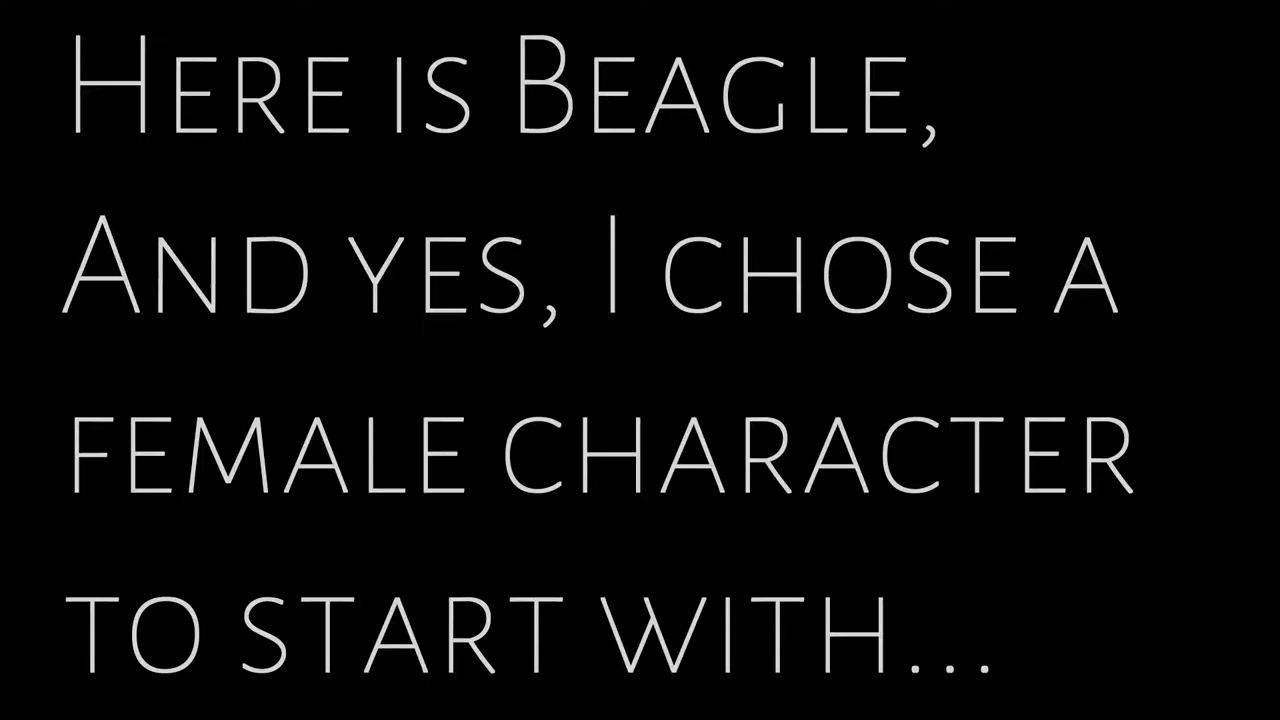 Here is Beagle,
And yes, I chose a
female character
to start with...